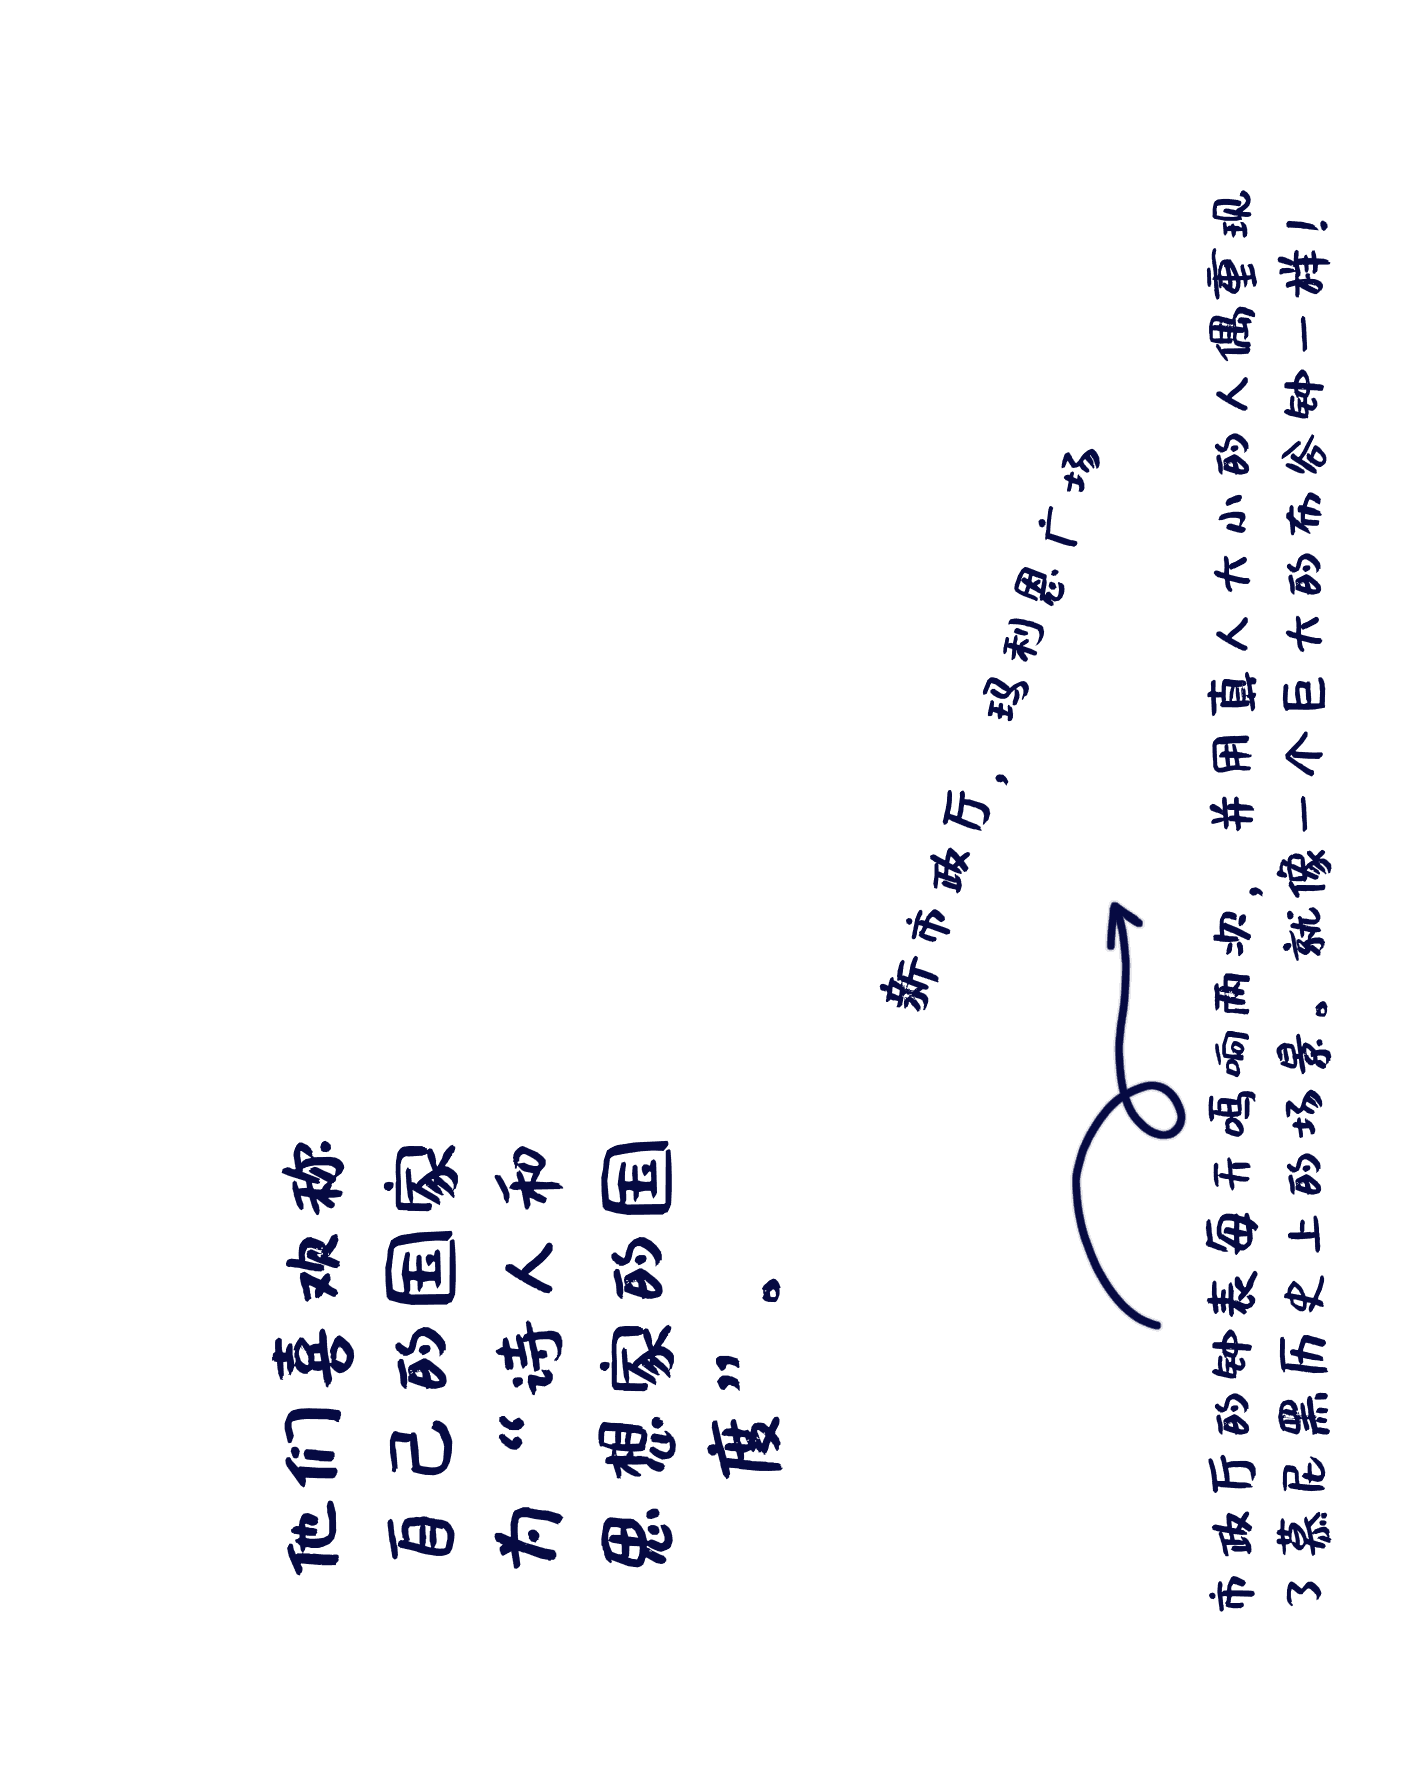 他们喜欢称
自己的国家
为“诗人和
思想家的国
度”。
新市政厅，玛利恩广场
市政厅的钟表每天鸣响两次，并用真人大小的人偶重现
了慕尼黑历史上的场景。就像一个巨大的布谷钟一样！